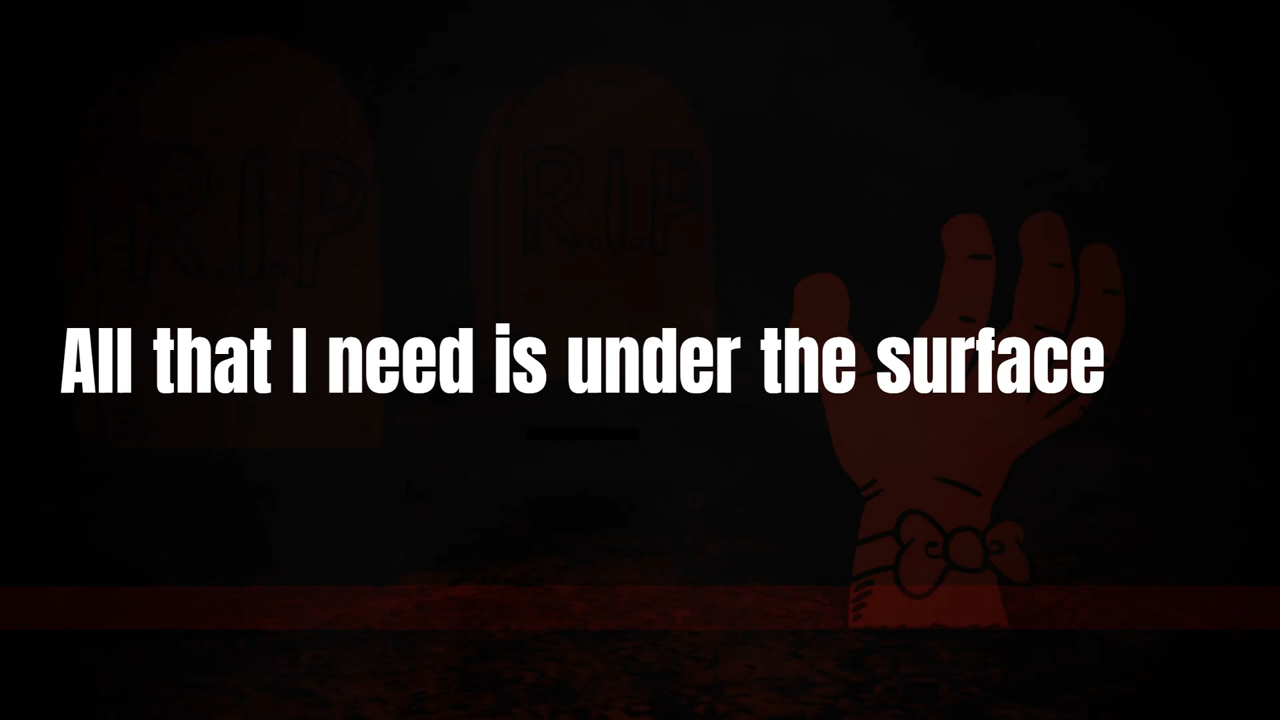 R.I.P
R.I.P
All that I need is under the surface